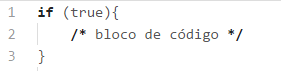 1 if (true){
2     /* bloco de código */
3 }